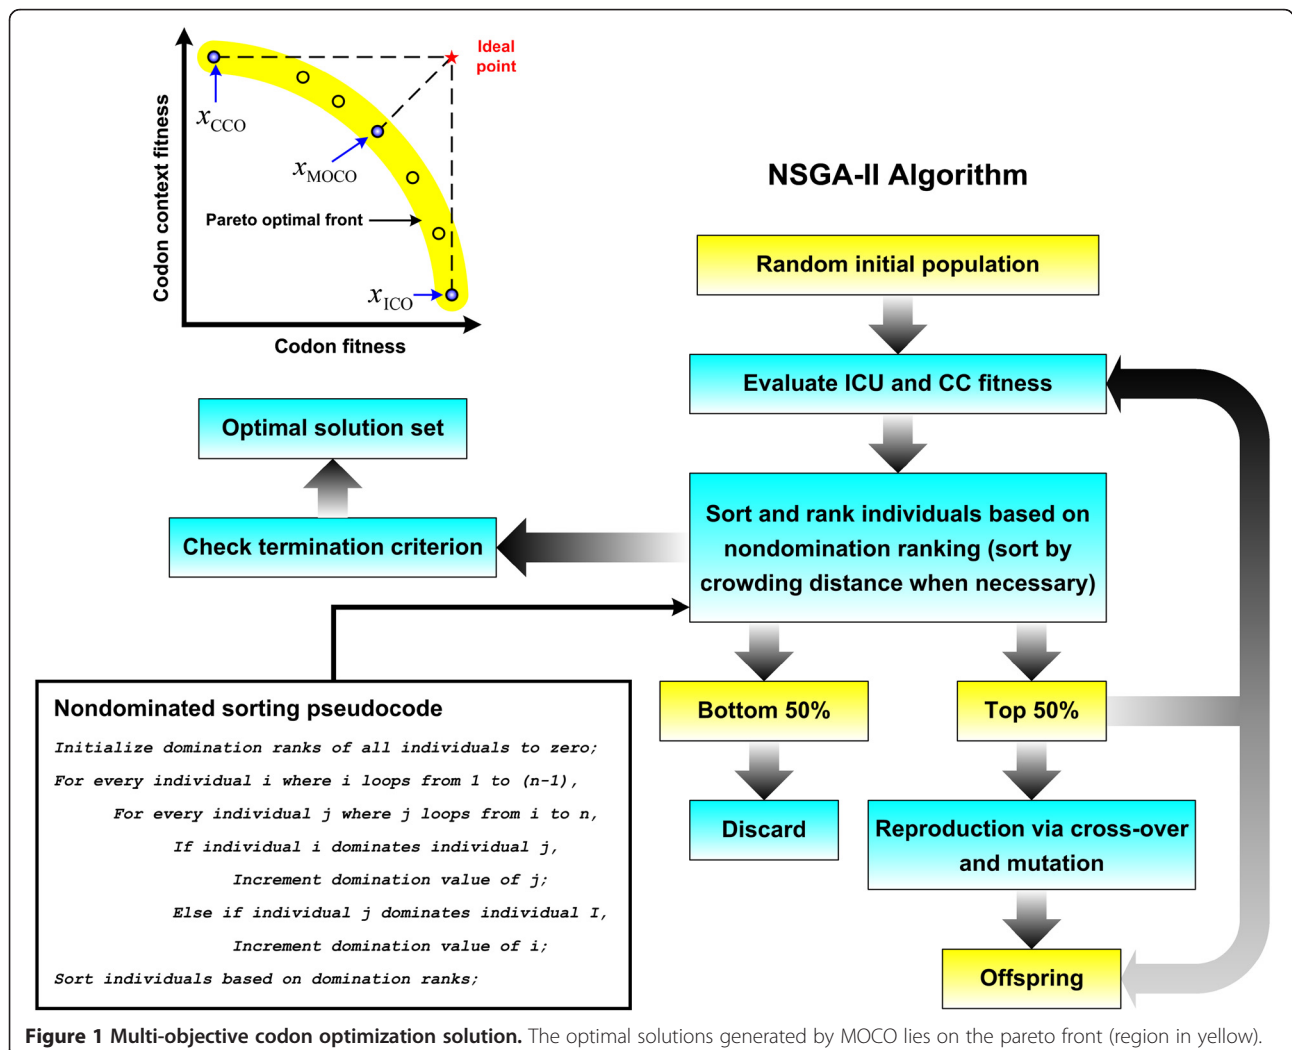 Ideal
point
xCCO
xMOCO
Pareto optimal front
xICO
Codon context fitness
Codon fitness
NSGA-II Algorithm
Random initial population
Evaluate ICU and CC fitness
Optimal solution set
Sort and rank individuals based on
nondomination ranking (sort by
crowding distance when necessary)
Check termination criterion
Bottom 50%
Top 50%
Discard
Reproduction via cross-over
and mutation
Offspring
Nondominated sorting pseudocode
Initialize domination ranks of all individuals to zero;
For every individual i where i loops from 1 to (n-1),
For every individual j where j loops from i to n,
If individual i dominates individual j,
Increment domination value of j;
Else if individual j dominates individual I,
Increment domination value of i;
Sort individuals based on domination ranks;
Figure 1 Multi-objective codon optimization solution. The optimal solutions generated by MOCO lies on the pareto front (region in yellow).